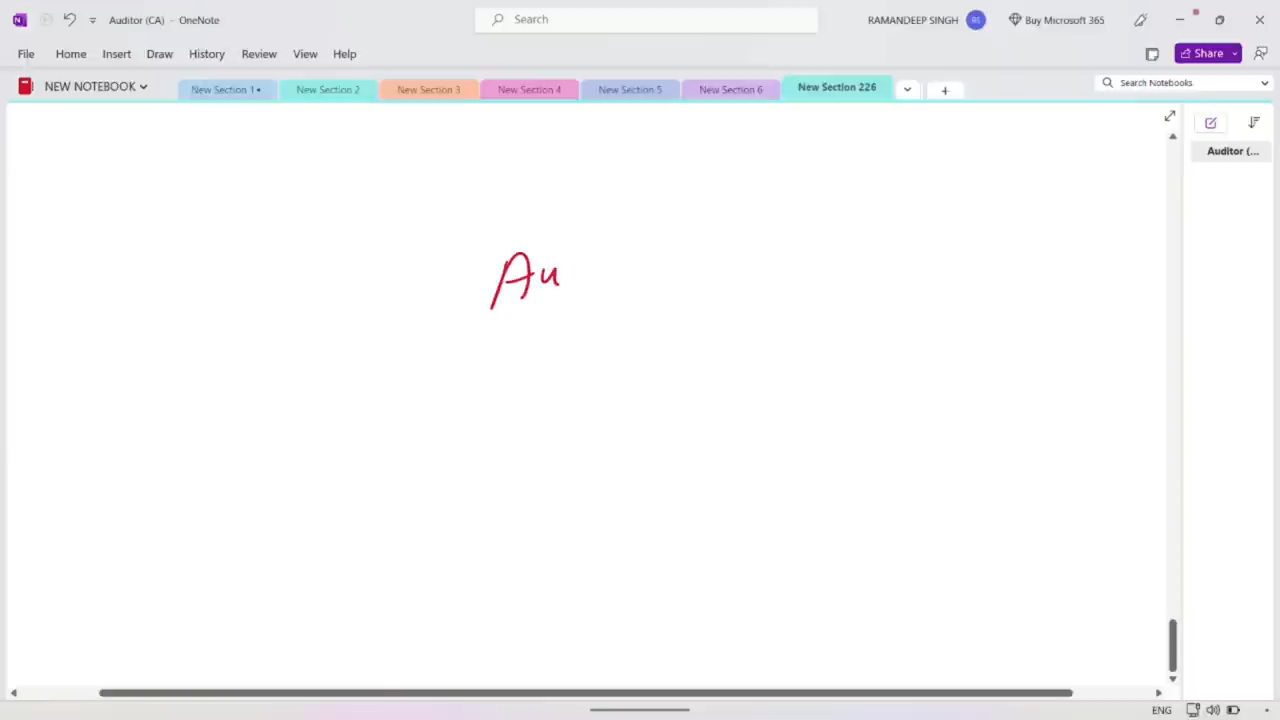 Auditor (CA) - OneNote
Search
RAMANDEEP SINGH RS
Buy Microsoft 365
File Home Insert Draw History Review View Help
Share
NEW NOTEBOOK
New Section 1
New Section 2
New Section 3
New Section 4
New Section 5
New Section 6
New Section 226
+
Search Notebooks
Auditor (...
Au
ENG